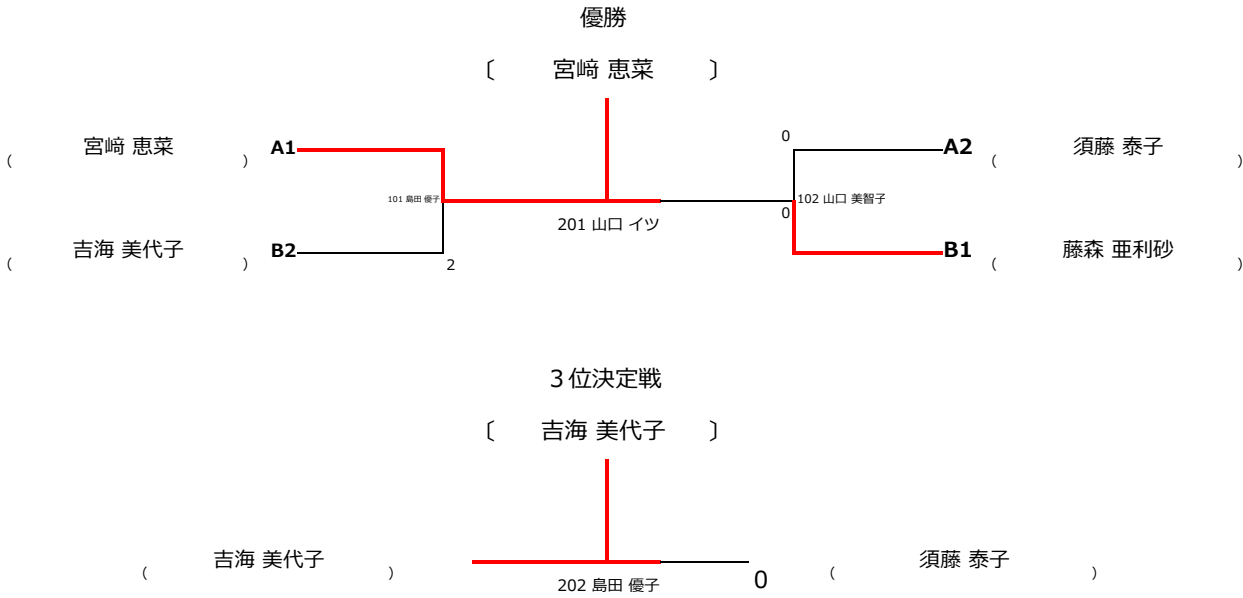 優勝
〔 宮﨑 恵菜 〕
宮﨑 恵菜
( )
A1
0
A2
須藤 泰子
( )
101 島田 優子
102 山口 美智子
201 山口 イツ
0
吉海 美代子
( )
B2
2
B1
藤森 亜利砂
( )
３位決定戦
〔 吉海 美代子 〕
吉海 美代子
( )
202 島田 優子
0
須藤 泰子
( )